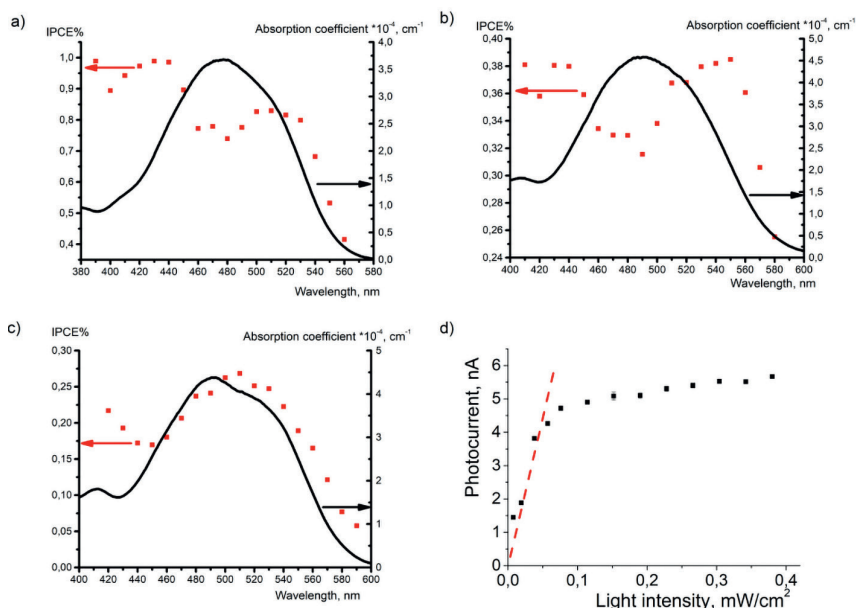 a)
IPCE%
Absorption coefficient *10⁻⁴, cm⁻¹
1,0
0,9
0,8
0,7
0,6
0,5
0,4
4,0
3,5
3,0
2,5
2,0
1,5
1,0
0,5
0,0
380 400 420 440 460 480 500 520 540 560 580
Wavelength, nm
b)
IPCE%
Absorption coefficient *10⁻⁴, cm⁻¹
0,40
0,38
0,36
0,34
0,32
0,30
0,28
0,26
0,24
5,0
4,5
4,0
3,5
3,0
2,5
2,0
1,5
1,0
0,5
0,0
400 420 440 460 480 500 520 540 560 580 600
Wavelength, nm
c)
IPCE%
Absorption coefficient *10⁻⁴, cm⁻¹
0,30
0,25
0,20
0,15
0,10
0,05
0,00
5
4
3
2
1
0
400 420 440 460 480 500 520 540 560 580 600
Wavelength, nm
d)
Photocurrent, nA
6
5
4
3
2
1
0
0,0 0,1 0,2 0,3 0,4
Light intensity, mW/cm²